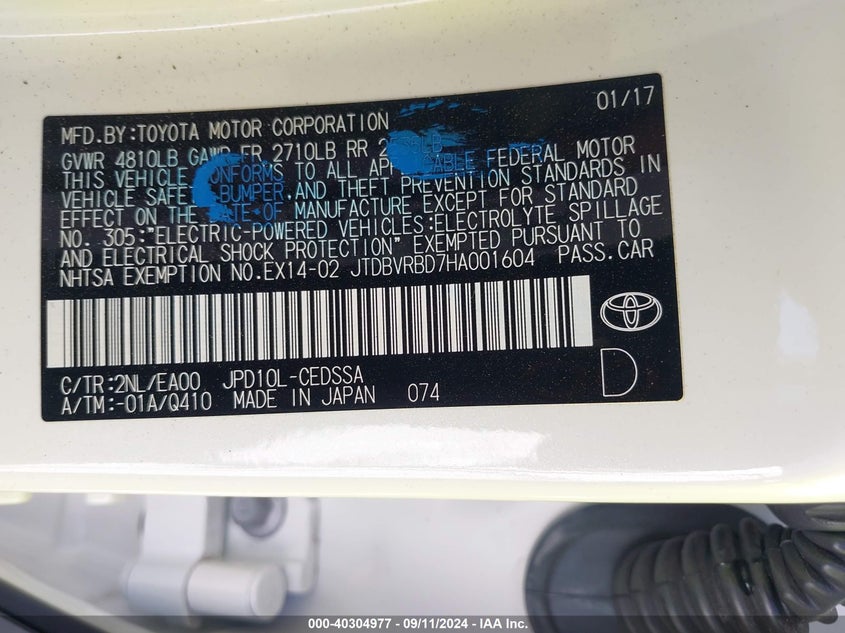 01/17
MFD.BY:TOYOTA MOTOR CORPORATION
GVWR 4810LB GAWR FR 2710LB RR
THIS VEHICLE CONFORMS TO ALL APPLICABLE FEDERAL MOTOR
VEHICLE SAFE BUMPER,AND THEFT PREVENTION STANDARDS IN
EFFECT ON THE DATE OF MANUFACTURE EXCEPT FOR STANDARD
NO. 305:"ELECTRIC-POWERED VEHICLES:ELECTROLYTE SPILLAGE
AND ELECTRICAL SHOCK PROTECTION" EXEMPTED PURSUANT TO
NHTSA EXEMPTION NO.EX14-02 JTDBVRBD7HA001604 PASS.CAR
C/TR:2NL/EA00 JPD10L-CEDSSA
A/TM:-01A/Q410 MADE IN JAPAN 074
D
000-40304977 - 09/11/2024 - IAA Inc.